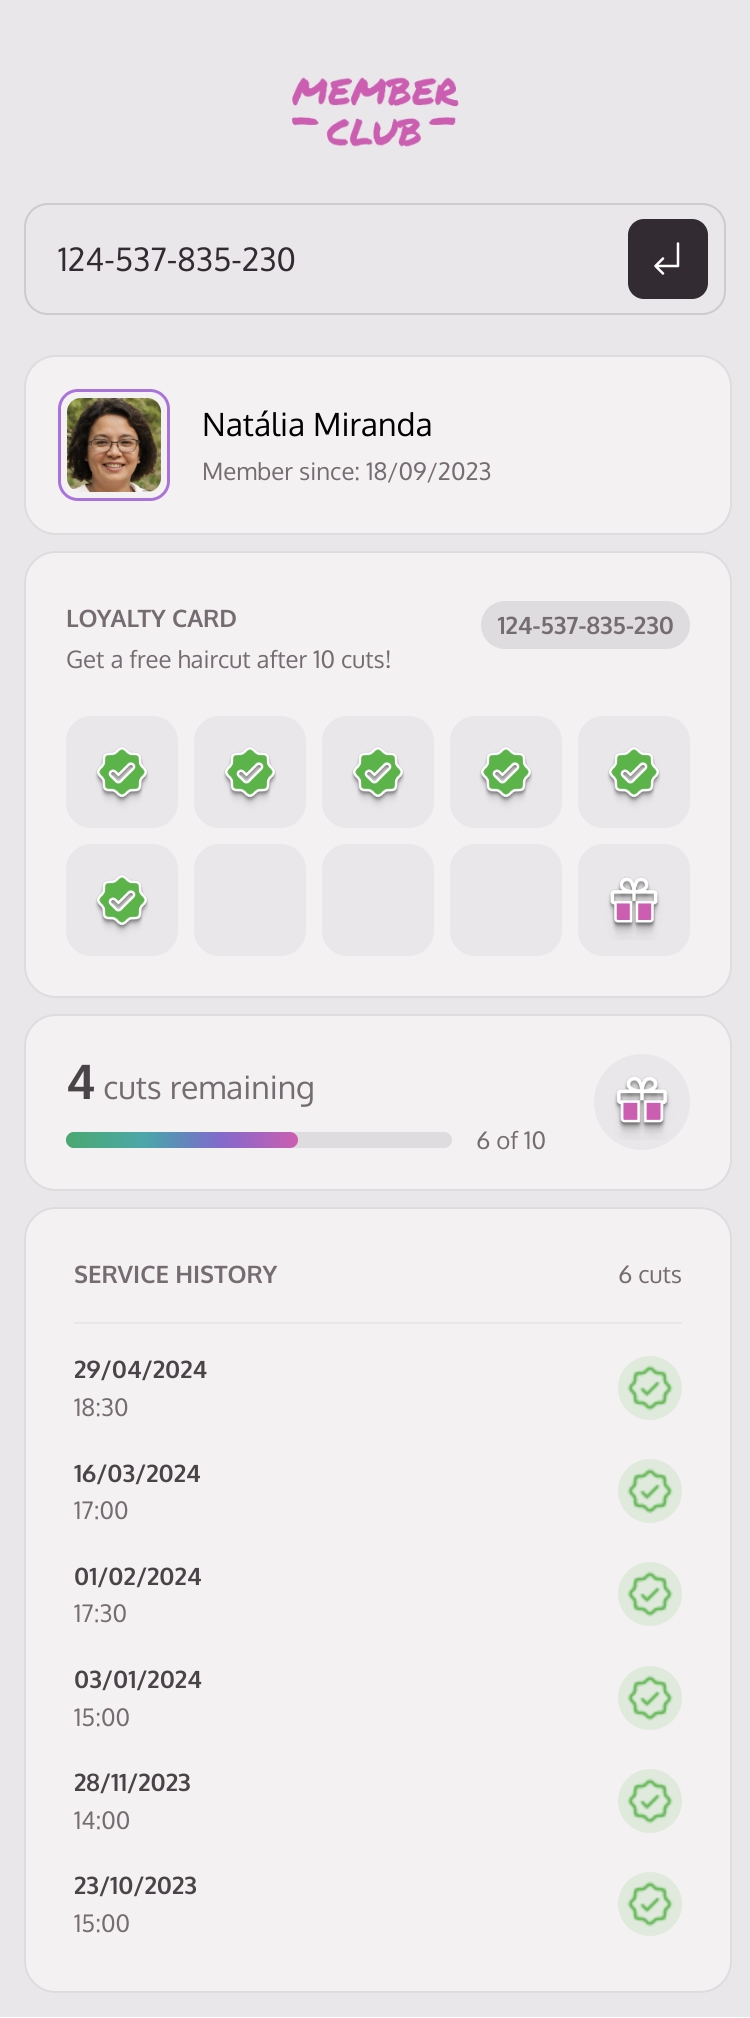 MEMBER
CLUB
124-537-835-230
Natália Miranda
Member since: 18/09/2023
LOYALTY CARD
124-537-835-230
Get a free haircut after 10 cuts!
4 cuts remaining
6 of 10
SERVICE HISTORY
6 cuts
29/04/2024
18:30
16/03/2024
17:00
01/02/2024
17:30
03/01/2024
15:00
28/11/2023
14:00
23/10/2023
15:00